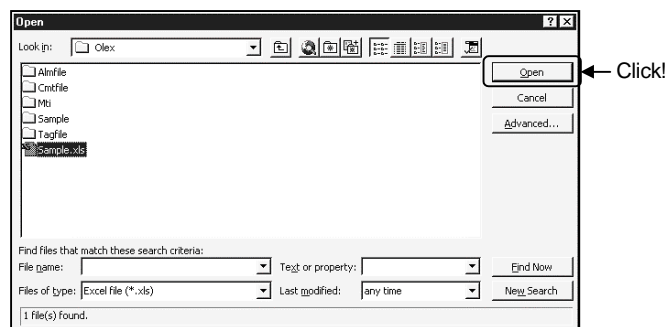 Open
Look in: Olex
Almfile
Cmtfile
Mti
Sample
Tagfile
Sample.xls
Open
Click!
Cancel
Advanced...
Find files that match these search criteria:
File name: Text or property: Find Now
Files of type: Excel file (*.xls) Last modified: any time New Search
1 file(s) found.